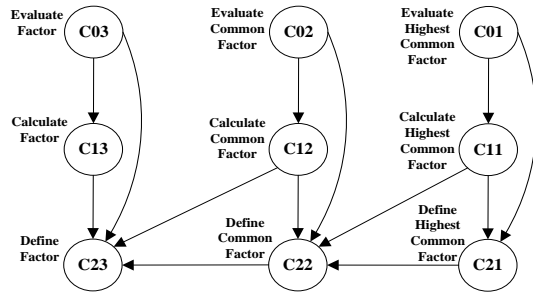 Evaluate
Factor
C03
Evaluate
Common
Factor
C02
Evaluate
Highest
Common
Factor
C01
Calculate
Factor
C13
Calculate
Common
Factor
C12
Calculate
Highest
Common
Factor
C11
Define
Factor
C23
Define
Common
Factor
C22
Define
Highest
Common
Factor
C21